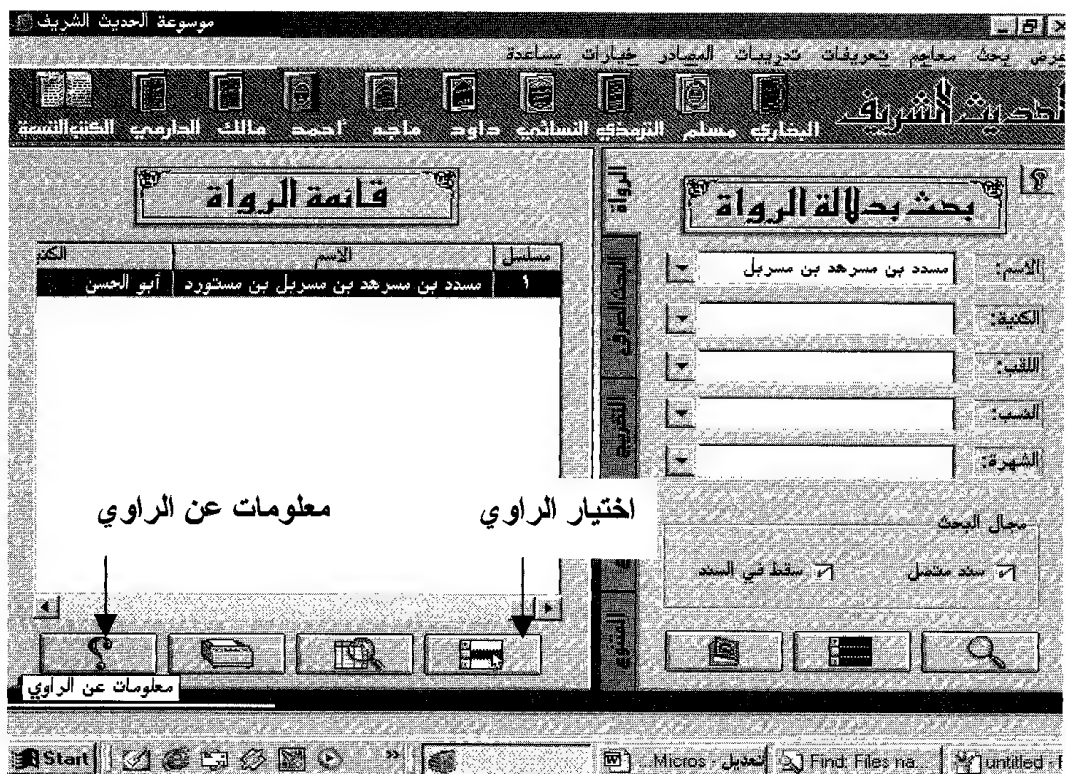 موسوعة الحديث الشريف
عرض بحث معاجم تعريفات تدريبات المصادر خيارات مساعدة
الحديث الشريف
البخاري مسلم الترمذي النسائي داود ماجه أحمد مالك الدارمي الكتب التسعة
بحث بدلالة الرواة
الاسم: مسدد بن مسرهد بن مسربل
الكنية:
اللقب:
النسب:
الشهرة:
مجال البحث
سند متصل
سقط في السند
الرواة
البحث الصرفي
التخريج
قائمة الرواة
مسلسل الاسم الكنية
١ مسدد بن مسرهد بن مسربل بن مستورد أبو الحسن
اختيار الراوي
معلومات عن الراوي
معلومات عن الراوي
Start
تعديل - Micros...
Find: Files na...
untitled - P